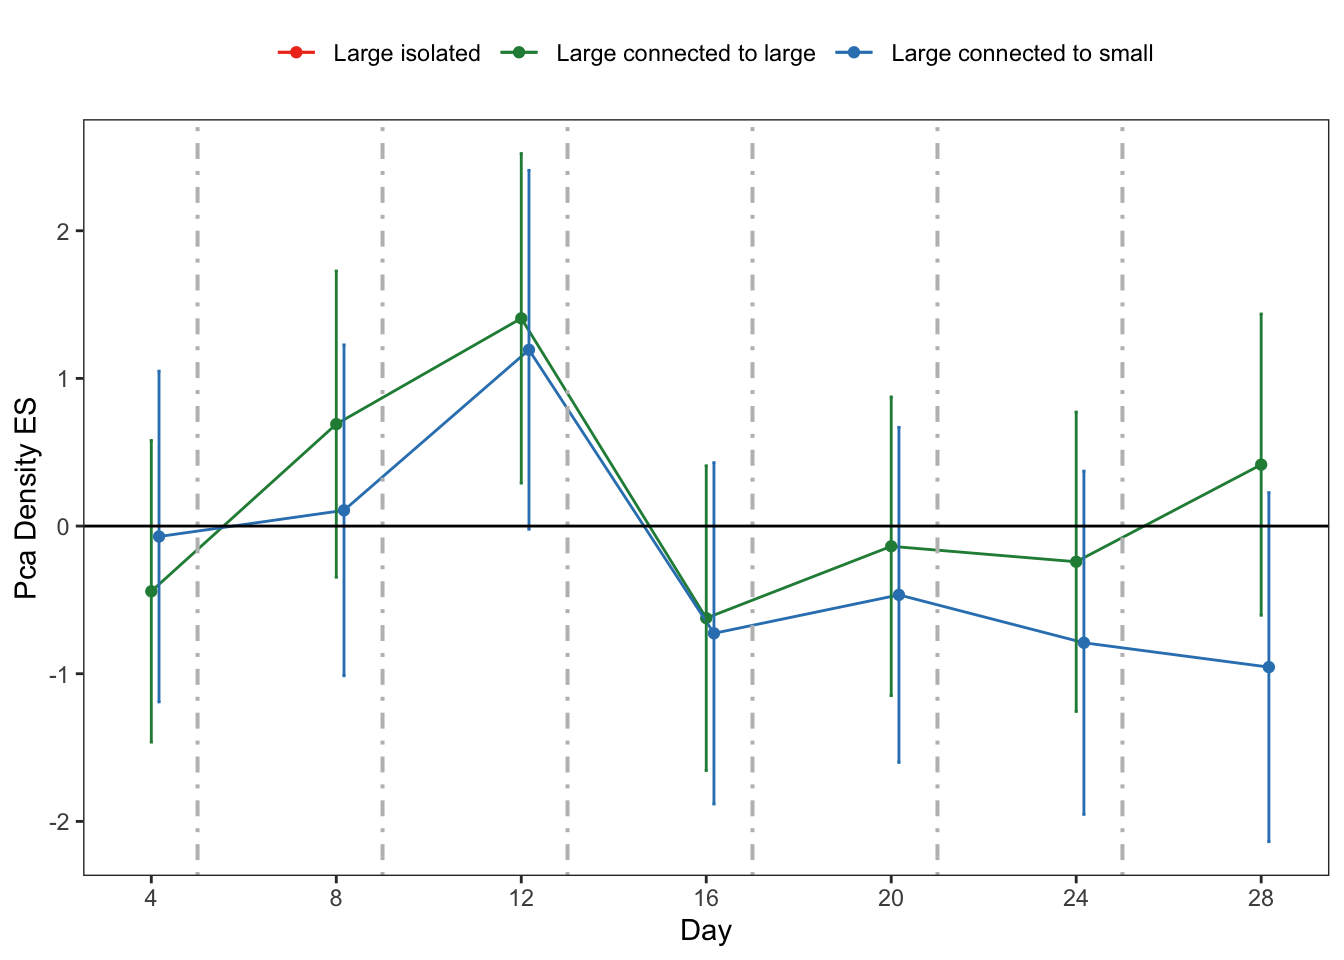 Large isolated Large connected to large Large connected to small
Pca Density ES
2
1
0
-1
-2
4 8 12 16 20 24 28
Day